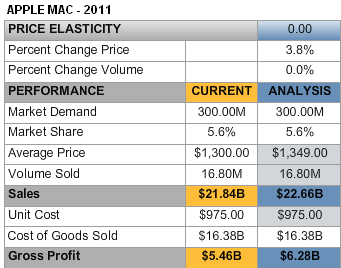 APPLE MAC - 2011
PRICE ELASTICITY 0.00
Percent Change Price 3.8%
Percent Change Volume 0.0%
PERFORMANCE CURRENT ANALYSIS
Market Demand 300.00M 300.00M
Market Share 5.6% 5.6%
Average Price $1,300.00 $1,349.00
Volume Sold 16.80M 16.80M
Sales $21.84B $22.66B
Unit Cost $975.00 $975.00
Cost of Goods Sold $16.38B $16.38B
Gross Profit $5.46B $6.28B